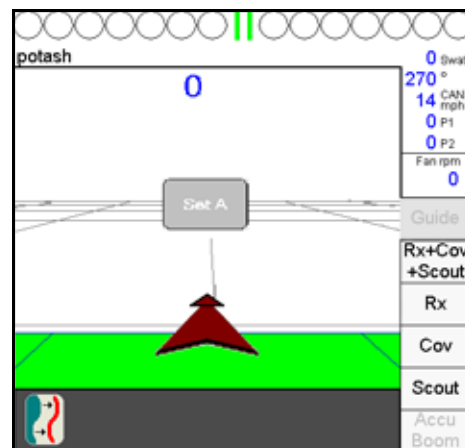 potash
0
0 Swat
270 °
14 CAN mph
0 P1
0 P2
Fan rpm
0
Set A
Guide
Rx+Cov
+Scout
Rx
Cov
Scout
Accu
Boom